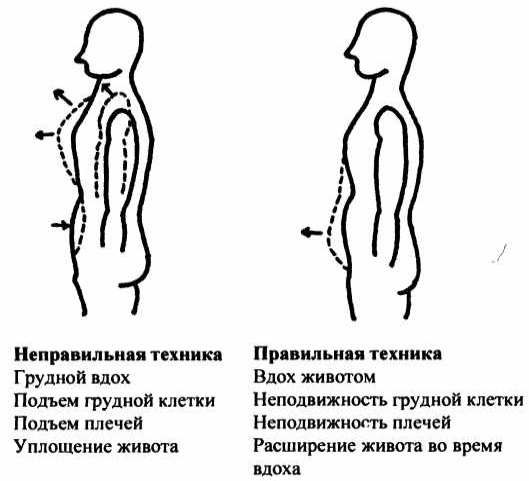 Неправильная техника
Грудной вдох
Подъем грудной клетки
Подъем плечей
Уплощение живота
Правильная техника
Вдох животом
Неподвижность грудной клетки
Неподвижность плечей
Расширение живота во время
вдоха